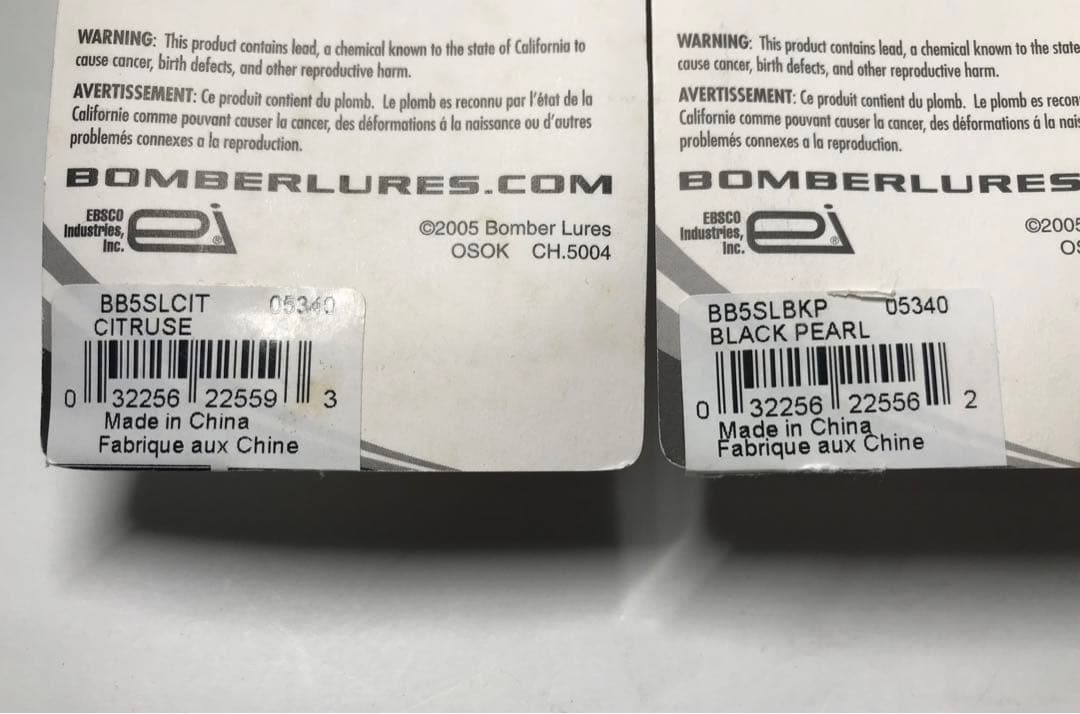 WARNING: This product contains lead, a chemical known to the state of California to
cause cancer, birth defects, and other reproductive harm.
AVERTISSEMENT: Ce produit contient du plomb. Le plomb es reconnu par l'état de la
Californie comme pouvant causer la cancer, des déformations á la naissance ou d'autres
problemés connexes a la reproduction.
BOMBERLURES.COM
EBSCO
Industries,
Inc.
ei®
©2005 Bomber Lures
OSOK CH.5004
BB5SLCIT 05340
CITRUSE
0 32256 22559 3
Made in China
Fabrique aux Chine
WARNING: This product contains lead, a chemical known to the state
cause cancer, birth defects, and other reproductive harm.
AVERTISSEMENT: Ce produit contient du plomb. Le plomb es recon
Californie comme pouvant causer la cancer, des déformations á la nais
problemés connexes a la reproduction.
BOMBERLURES
EBSCO
Industries,
Inc.
ei®
©2005
OS
BB5SLBKP 05340
BLACK PEARL
0 32256 22556 2
Made in China
Fabrique aux Chine